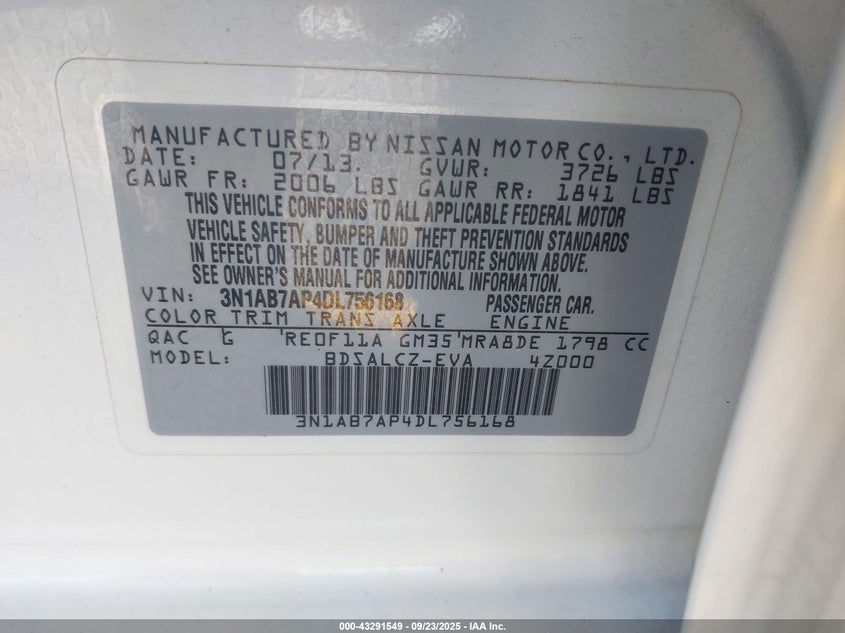 MANUFACTURED BY NISSAN MOTOR CO., LTD.
DATE: 07/13. GVWR: 3726 LBS
GAWR FR: 2006 LBS GAWR RR: 1841 LBS
THIS VEHICLE CONFORMS TO ALL APPLICABLE FEDERAL MOTOR
VEHICLE SAFETY, BUMPER AND THEFT PREVENTION STANDARDS
IN EFFECT ON THE DATE OF MANUFACTURE SHOWN ABOVE.
SEE OWNER'S MANUAL FOR ADDITIONAL INFORMATION.
VIN: 3N1AB7AP4DL756168 PASSENGER CAR.
COLOR TRIM TRANS AXLE ENGINE
QAC G RE0F11A GM35 MRA8DE 1798 CC
MODEL: BDSALCZ-EVA 4Z000
3N1AB7AP4DL756168
000-43291549 - 09/23/2025 - IAA Inc.